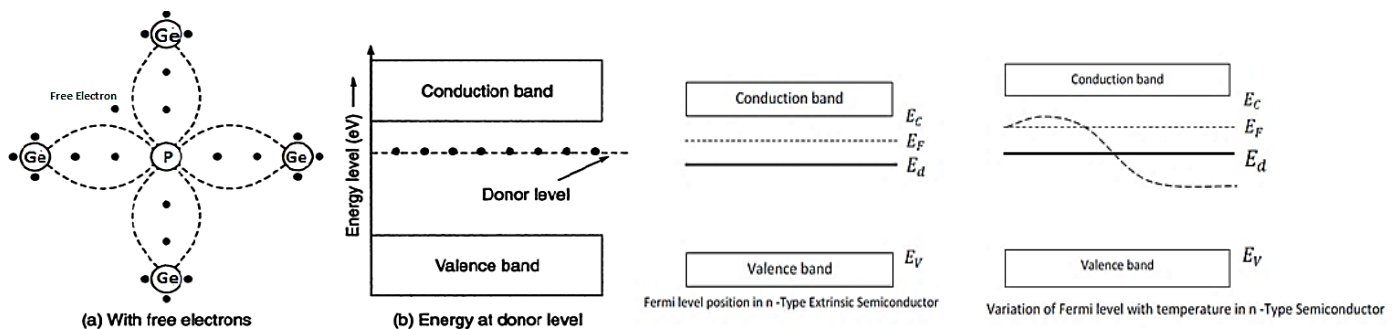 Ge
Free Electron
Ge
P
Ge
Ge
(a) With free electrons
Energy level (eV)
Conduction band
Donor level
Valence band
(b) Energy at donor level
Conduction band
E_C
E_F
E_d
Valence band
E_V
Fermi level position in n -Type Extrinsic Semiconductor
Conduction band
E_C
E_F
E_d
Valence band
E_V
Variation of Fermi level with temperature in n -Type Semiconductor